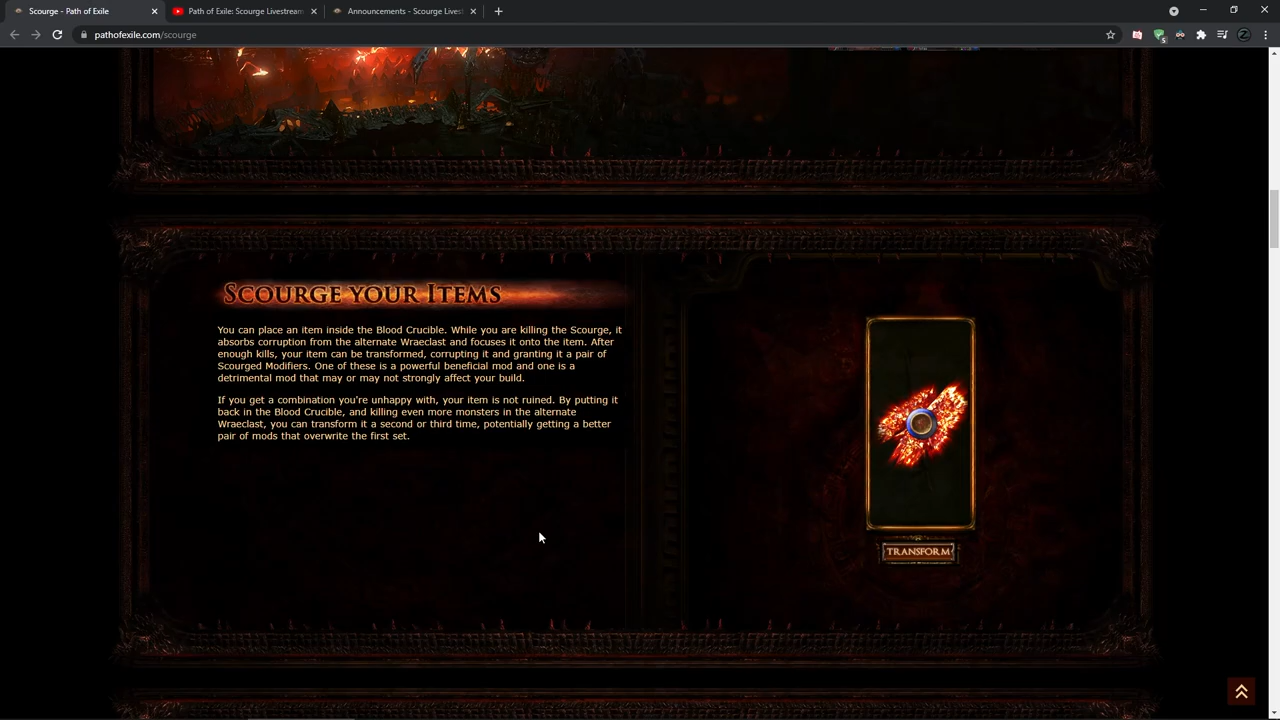 Scourge - Path of Exile
Path of Exile: Scourge Livestream
Announcements - Scourge Livest
pathofexile.com/scourge
SCOURGE YOUR ITEMS
You can place an item inside the Blood Crucible. While you are killing the Scourge, it
absorbs corruption from the alternate Wraeclast and focuses it onto the item. After
enough kills, your item can be transformed, corrupting it and granting it a pair of
Scourged Modifiers. One of these is a powerful beneficial mod and one is a
detrimental mod that may or may not strongly affect your build.
If you get a combination you're unhappy with, your item is not ruined. By putting it
back in the Blood Crucible, and killing even more monsters in the alternate
Wraeclast, you can transform it a second or third time, potentially getting a better
pair of mods that overwrite the first set.
TRANSFORM